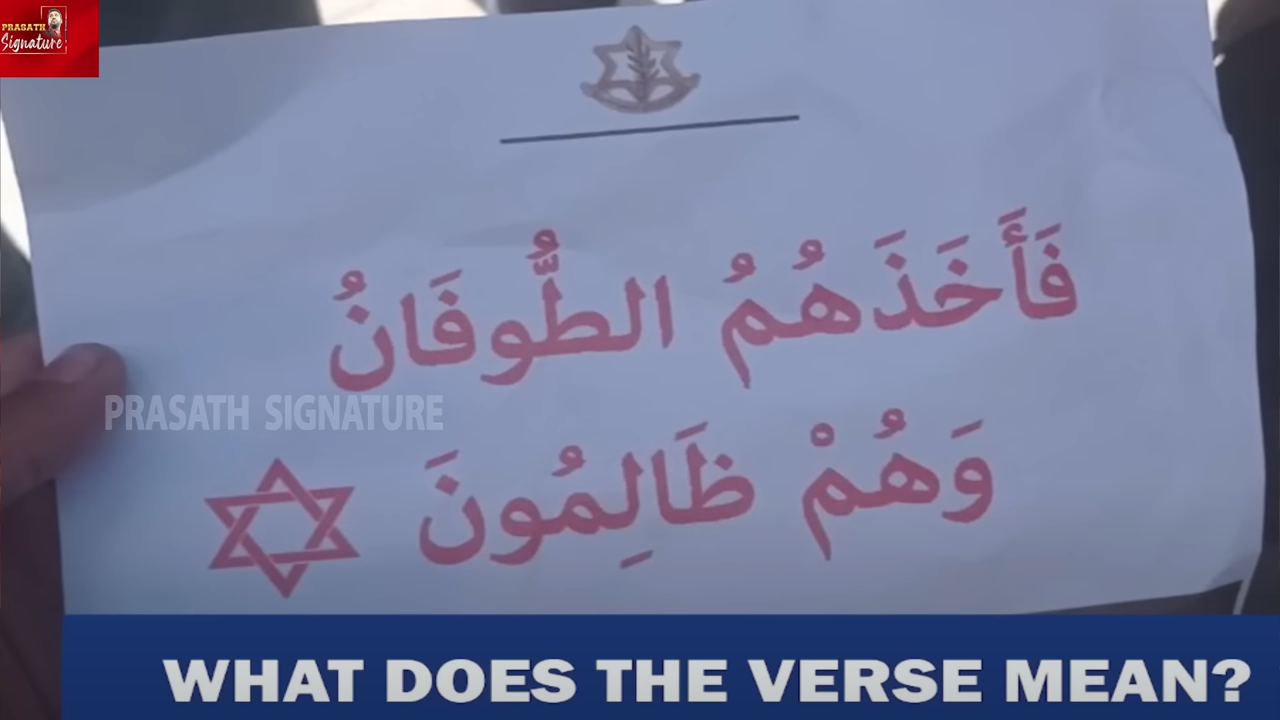 PRASATH
Signature
فَأَخَذَهُمُ الطُّوفَانُ
وَهُمْ ظَالِمُونَ
PRASATH SIGNATURE
WHAT DOES THE VERSE MEAN?